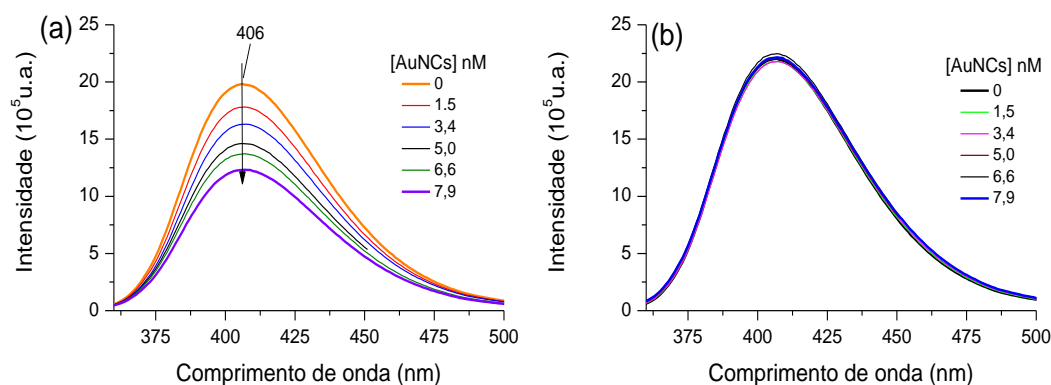 (a)
406
[AuNCs] nM
0
1.5
3,4
5,0
6,6
7,9
25
20
15
10
5
0
Intensidade (10⁵u.a.)
375 400 425 450 475 500
Comprimento de onda (nm)
(b)
[AuNCs] nM
0
1,5
3,4
5,0
6,6
7,9
25
20
15
10
5
0
Intensidade (10⁵u.a.)
375 400 425 450 475 500
Comprimento de onda (nm)